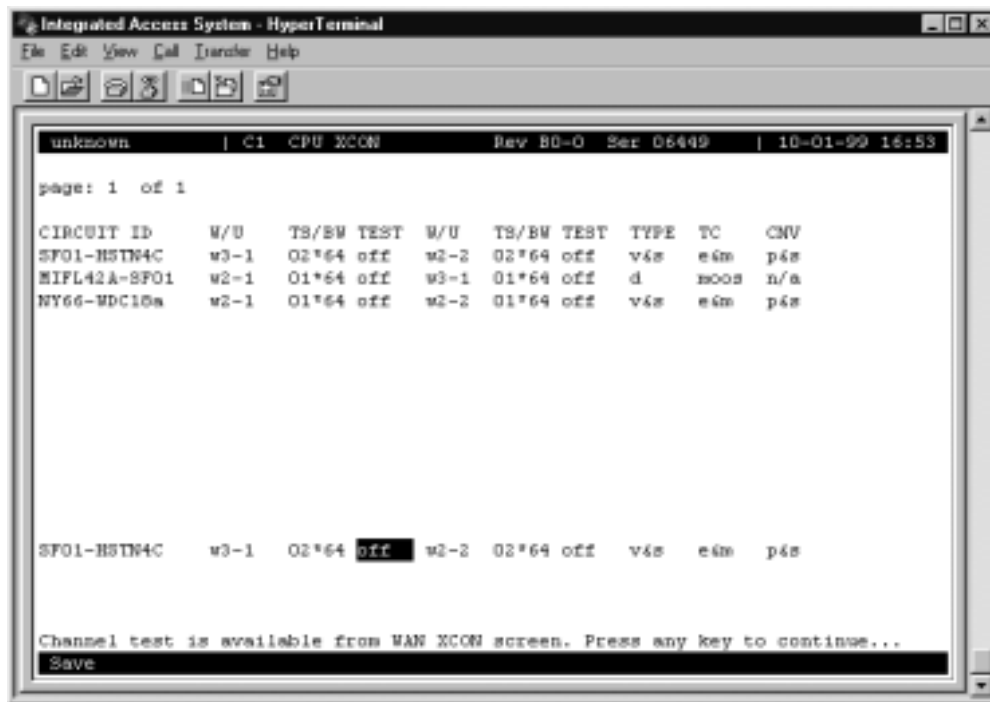 Integrated Access System - HyperTerminal
File Edit View Call Transfer Help
unknown | C1 CPU XCON Rev B0-0 Ser 06449 | 10-01-99 16:53
page: 1 of 1
CIRCUIT ID W/U TS/BW TEST W/U TS/BW TEST TYPE TC CNV
SF01-HSTN4C w3-1 02*64 off w2-2 02*64 off v&s e&m p&s
MIFL42A-SF01 w2-1 01*64 off w3-1 01*64 off d moos n/a
NY66-WDC18a w2-1 01*64 off w2-2 01*64 off v&s e&m p&s
SF01-HSTN4C w3-1 02*64 off w2-2 02*64 off v&s e&m p&s
Channel test is available from WAN XCON screen. Press any key to continue...
Save